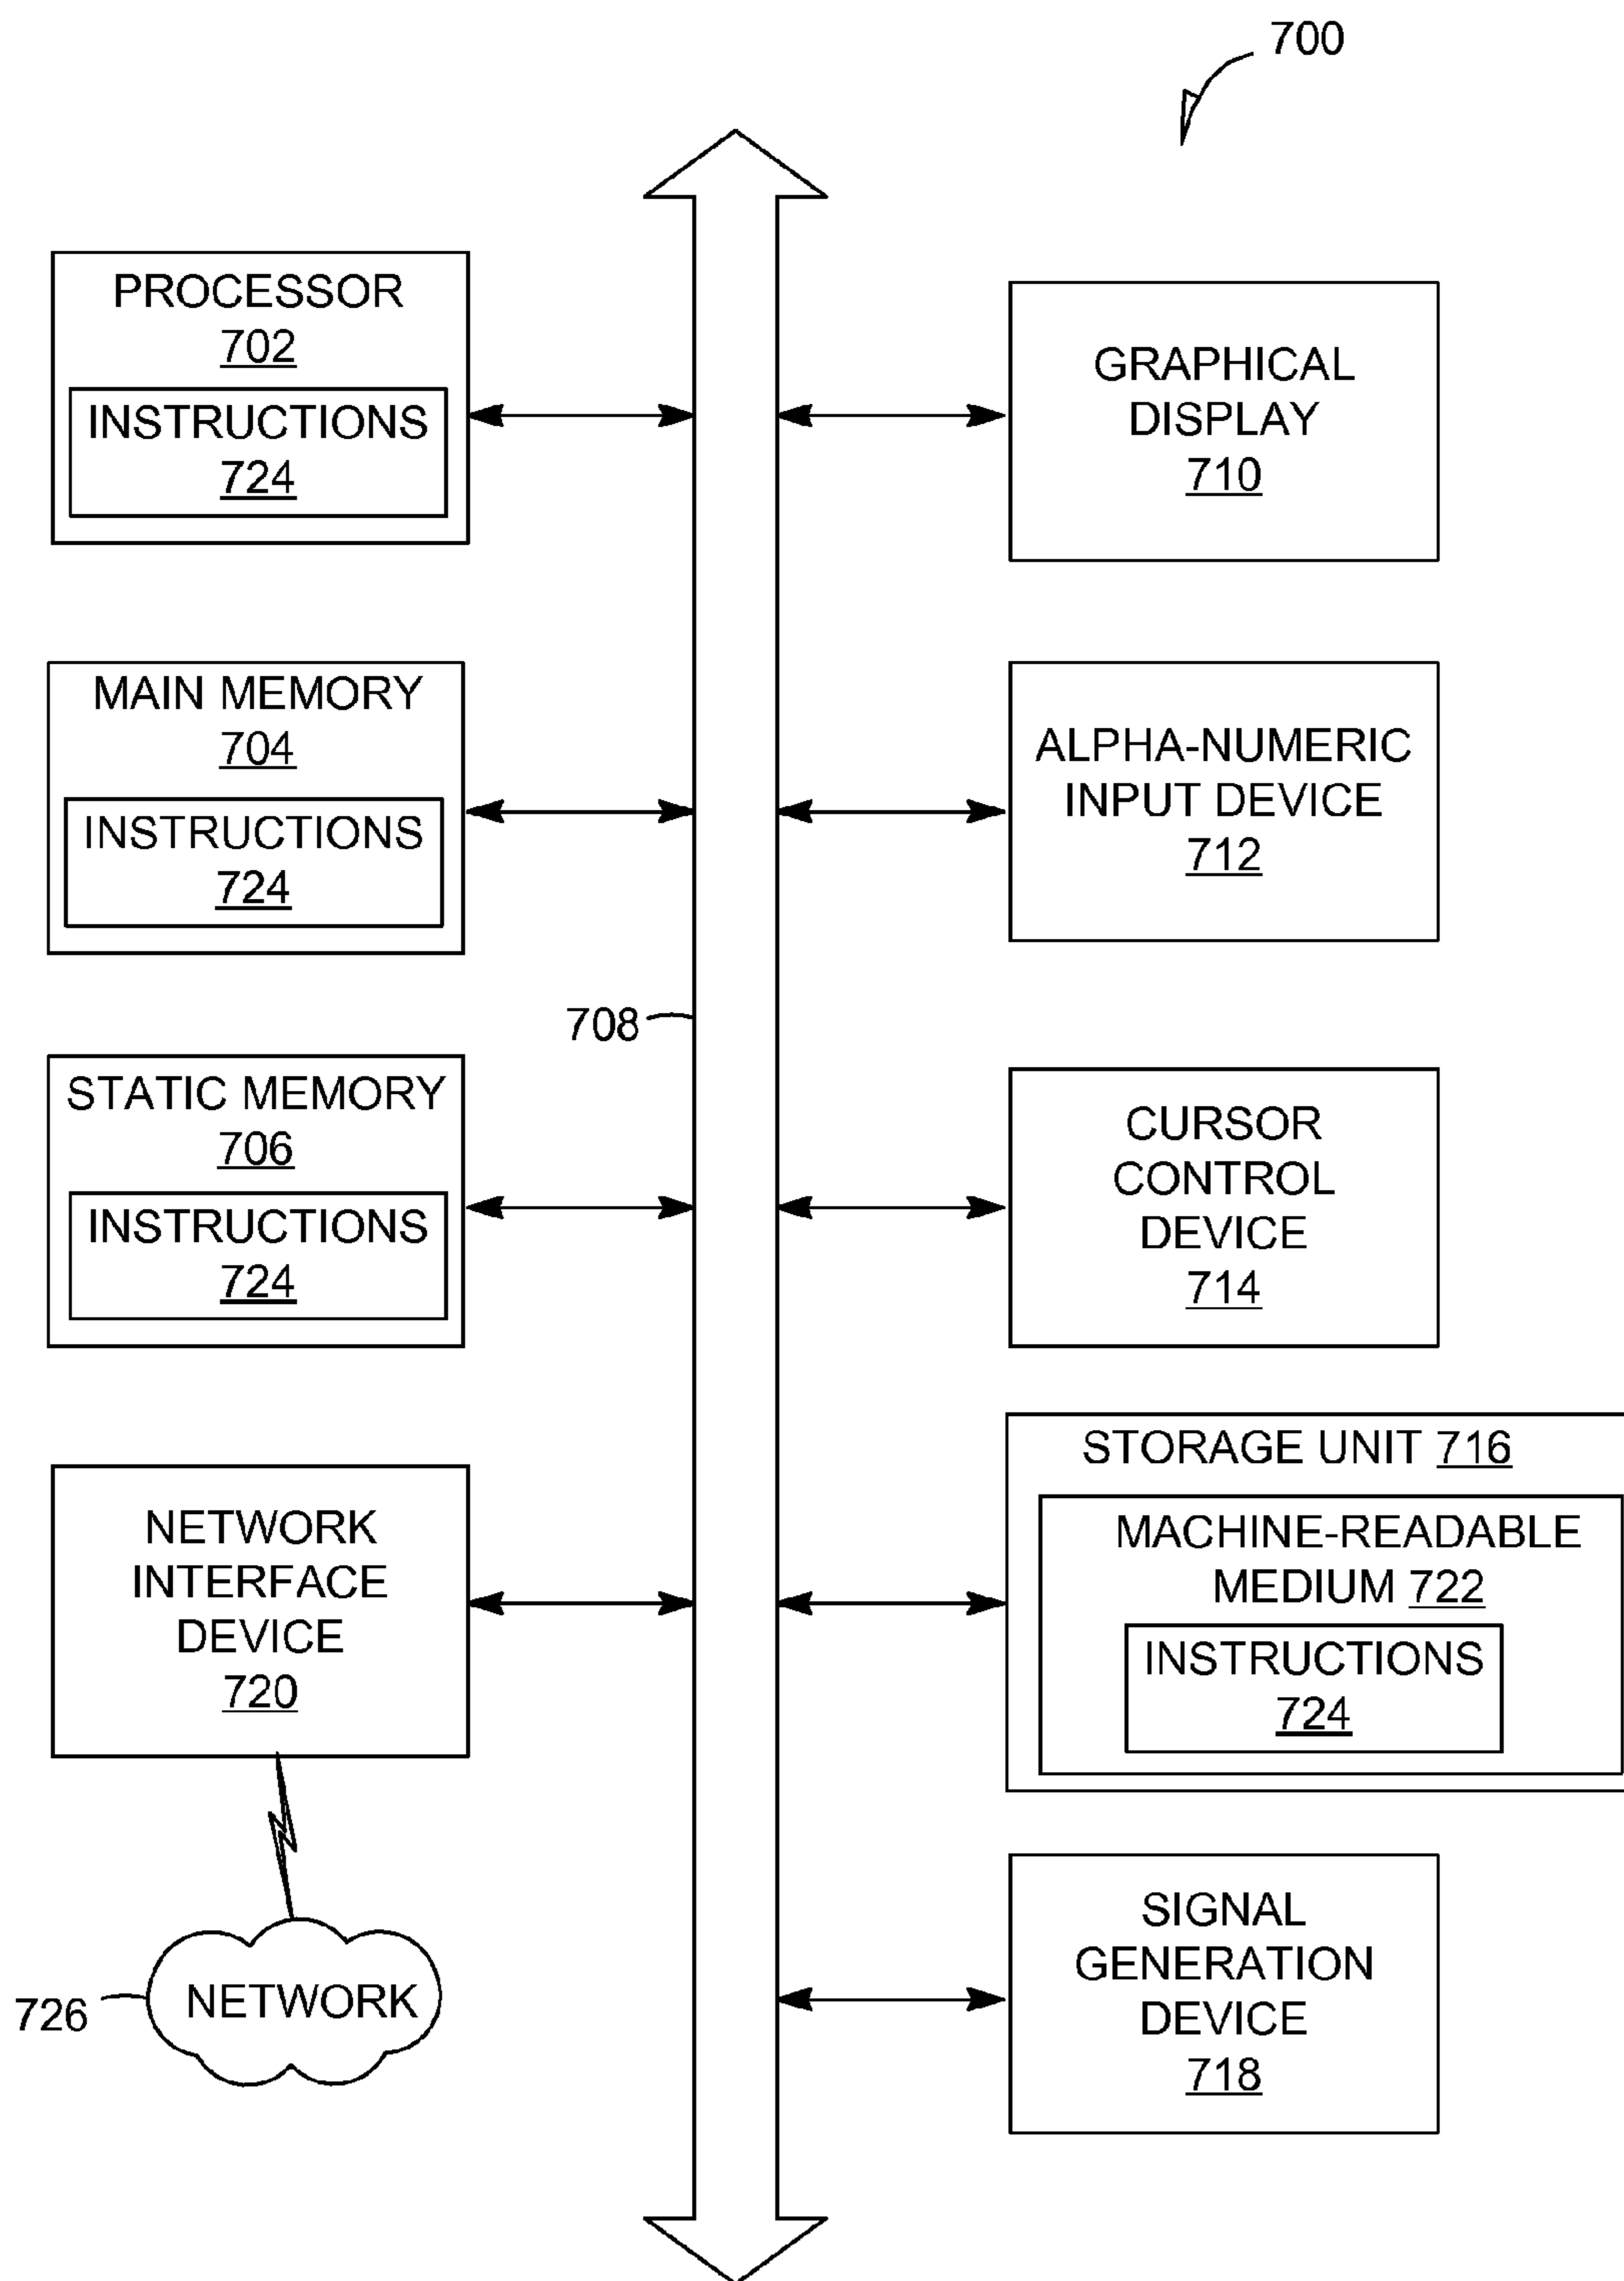 700
PROCESSOR
702
INSTRUCTIONS
724
MAIN MEMORY
704
INSTRUCTIONS
724
708
STATIC MEMORY
706
INSTRUCTIONS
724
NETWORK
INTERFACE
DEVICE
720
726
NETWORK
GRAPHICAL
DISPLAY
710
ALPHA-NUMERIC
INPUT DEVICE
712
CURSOR
CONTROL
DEVICE
714
STORAGE UNIT 716
MACHINE-READABLE
MEDIUM 722
INSTRUCTIONS
724
SIGNAL
GENERATION
DEVICE
718